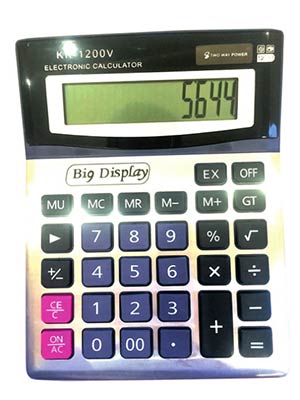 KK-1200V
ELECTRONIC CALCULATOR
TWO WAY POWER
12
5644
Big Display
EX OFF
MU MC MR M− M+ GT
► 7 8 9 % √
+/− 4 5 6 × ÷
CE/C 1 2 3 + −
ON/AC 0 00 · =